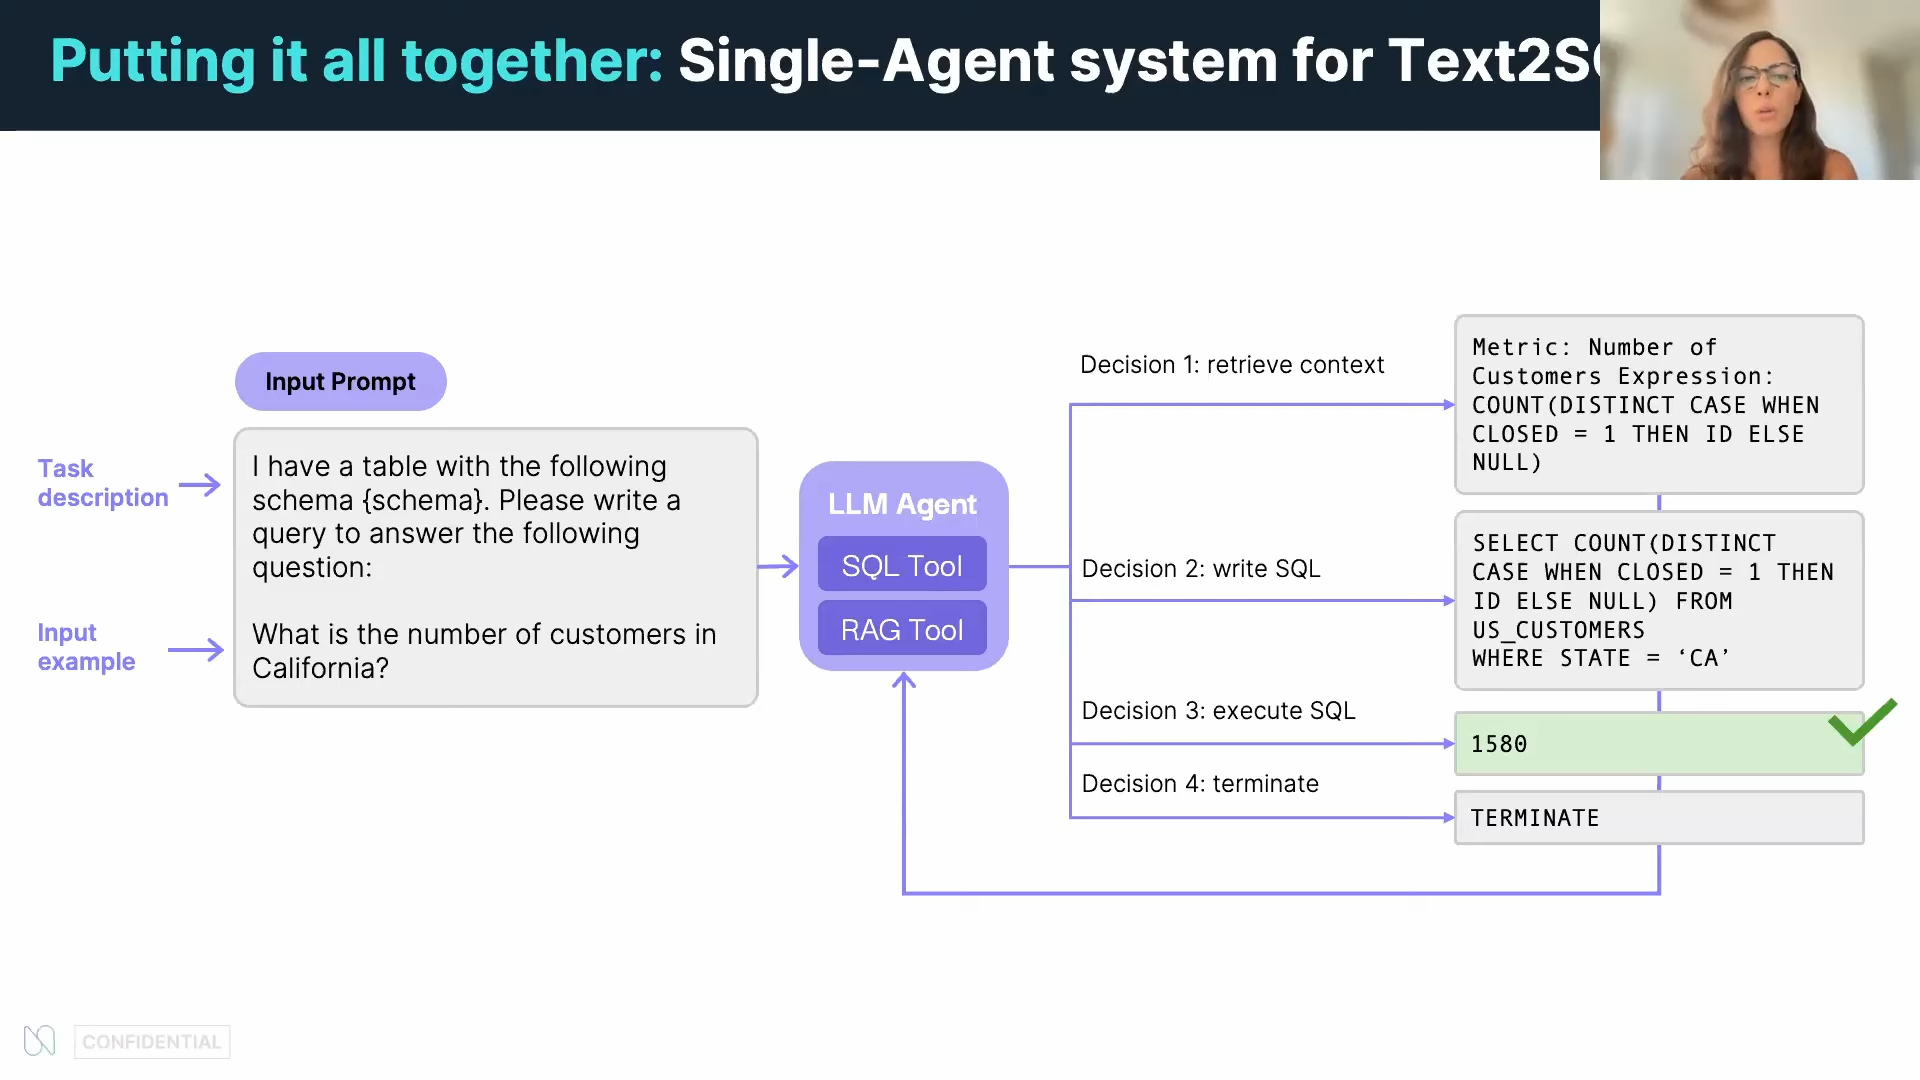 Putting it all together: Single-Agent system for Text2S
Input Prompt
Task
description
I have a table with the following
schema {schema}. Please write a
query to answer the following
question:
Input
example
What is the number of customers in
California?
LLM Agent
SQL Tool
RAG Tool
Decision 1: retrieve context
Metric: Number of
Customers Expression:
COUNT(DISTINCT CASE WHEN
CLOSED = 1 THEN ID ELSE
NULL)
Decision 2: write SQL
SELECT COUNT(DISTINCT
CASE WHEN CLOSED = 1 THEN
ID ELSE NULL) FROM
US_CUSTOMERS
WHERE STATE = ‘CA’
Decision 3: execute SQL
1580
Decision 4: terminate
TERMINATE
CONFIDENTIAL